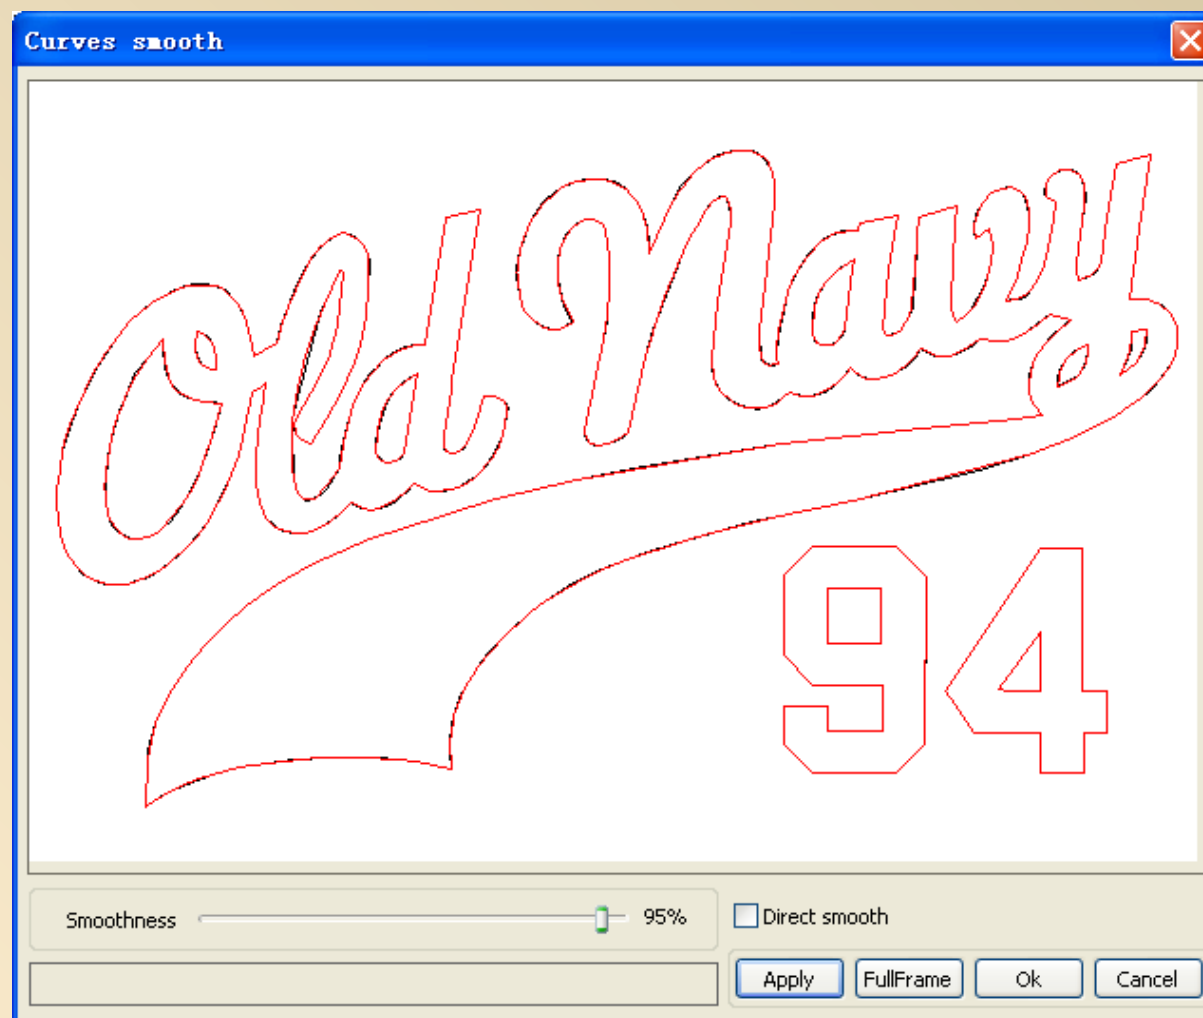 Curves smooth
Old Navy
94
Smoothness 95%
Direct smooth
Apply FullFrame Ok Cancel